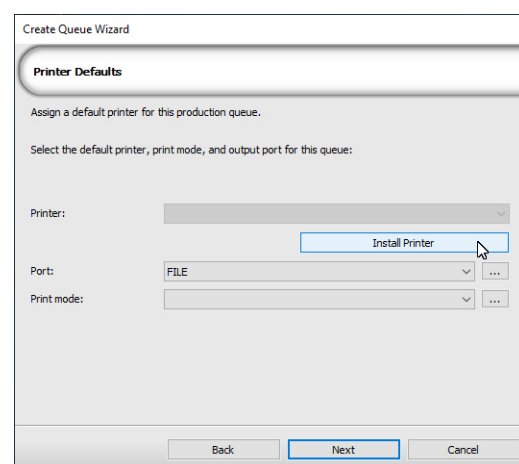 Create Queue Wizard
Printer Defaults
Assign a default printer for this production queue.
Select the default printer, print mode, and output port for this queue:
Printer:
Install Printer
Port: FILE ...
Print mode: ...
Back Next Cancel